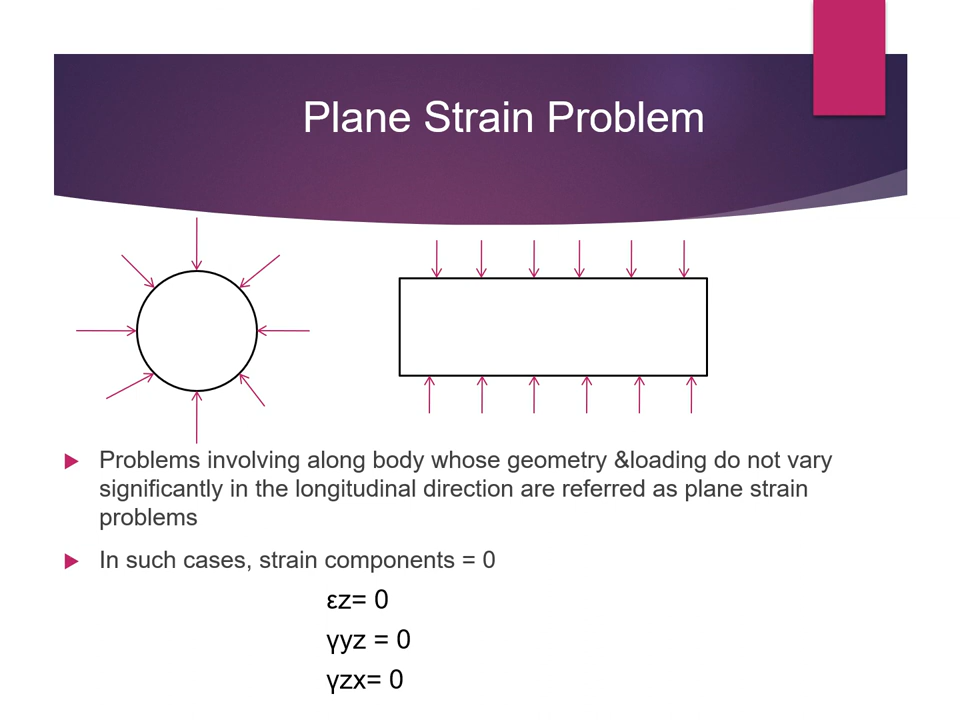 Plane Strain Problem
Problems involving along body whose geometry &loading do not vary
significantly in the longitudinal direction are referred as plane strain
problems
In such cases, strain components = 0
εz= 0
γyz = 0
γzx= 0